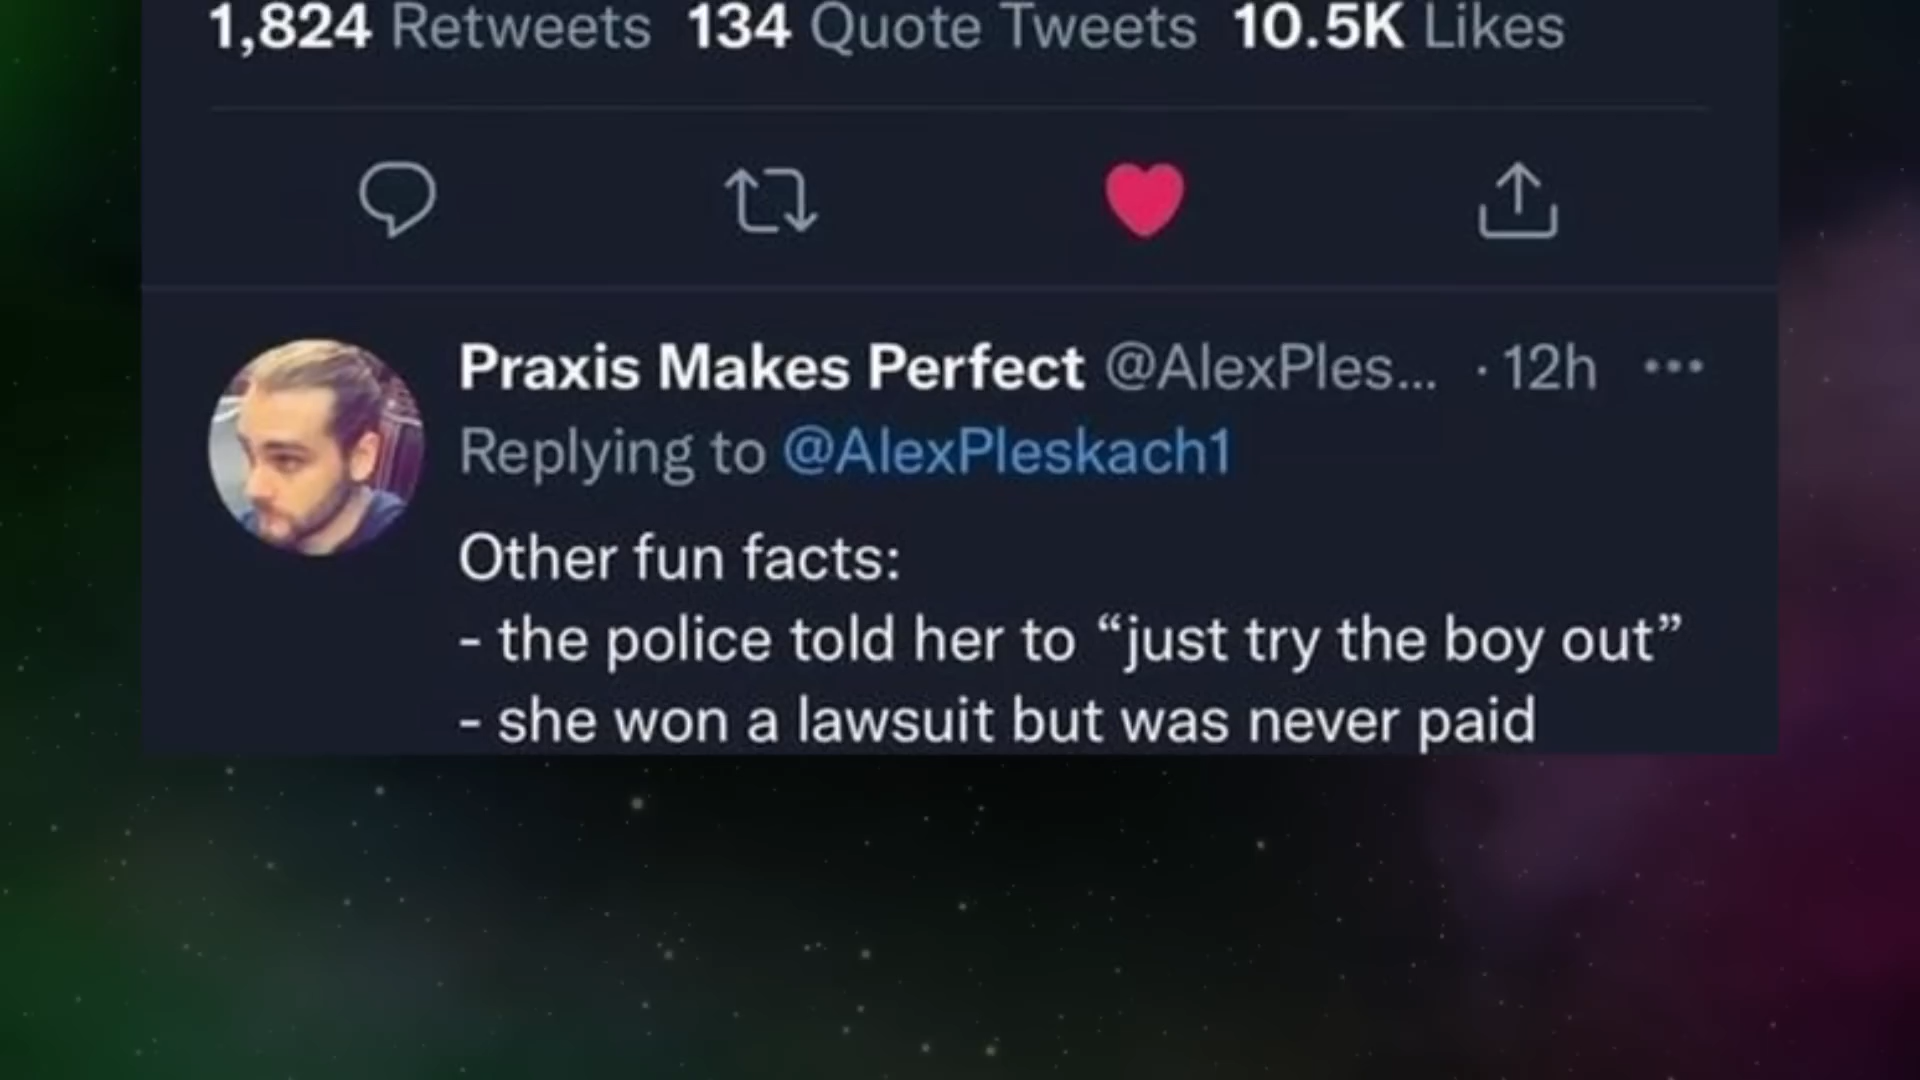 1,824 Retweets 134 Quote Tweets 10.5K Likes
Praxis Makes Perfect @AlexPles... · 12h
Replying to @AlexPleskach1
Other fun facts:
- the police told her to “just try the boy out”
- she won a lawsuit but was never paid